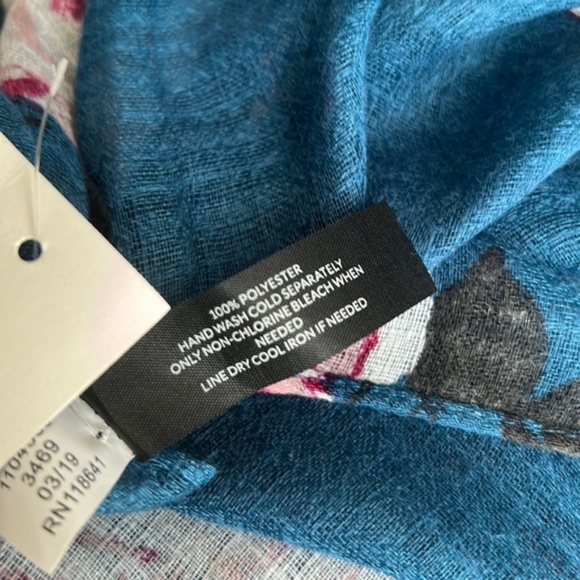 100% POLYESTER
HAND WASH COLD SEPARATELY
ONLY NON-CHLORINE BLEACH WHEN
NEEDED
LINE DRY COOL IRON IF NEEDED
3469
03/19
RN118641